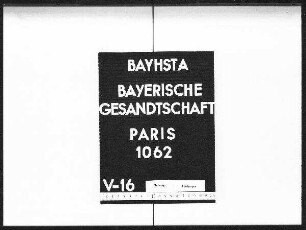 BAYHSTA
BAYERISCHE
GESANDTSCHAFT
PARIS
1062
V-16